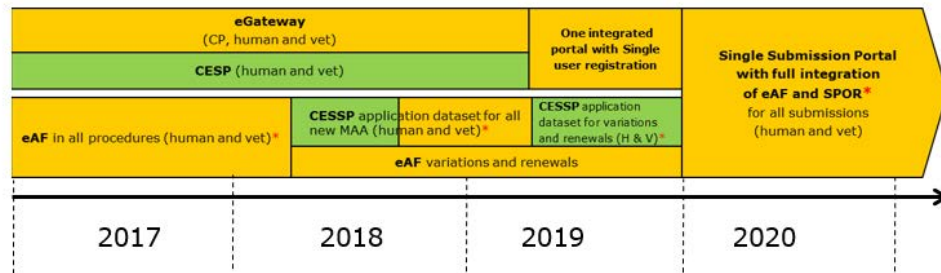 eGateway
(CP, human and vet)
CESP (human and vet)
One integrated
portal with Single
user registration
Single Submission Portal
with full integration
of eAF and SPOR*
for all submissions
(human and vet)
eAF in all procedures (human and vet)*
CESSP application dataset for all
new MAA (human and vet)*
CESSP application
dataset for variations
and renewals (H & V)*
eAF variations and renewals
2017
2018
2019
2020